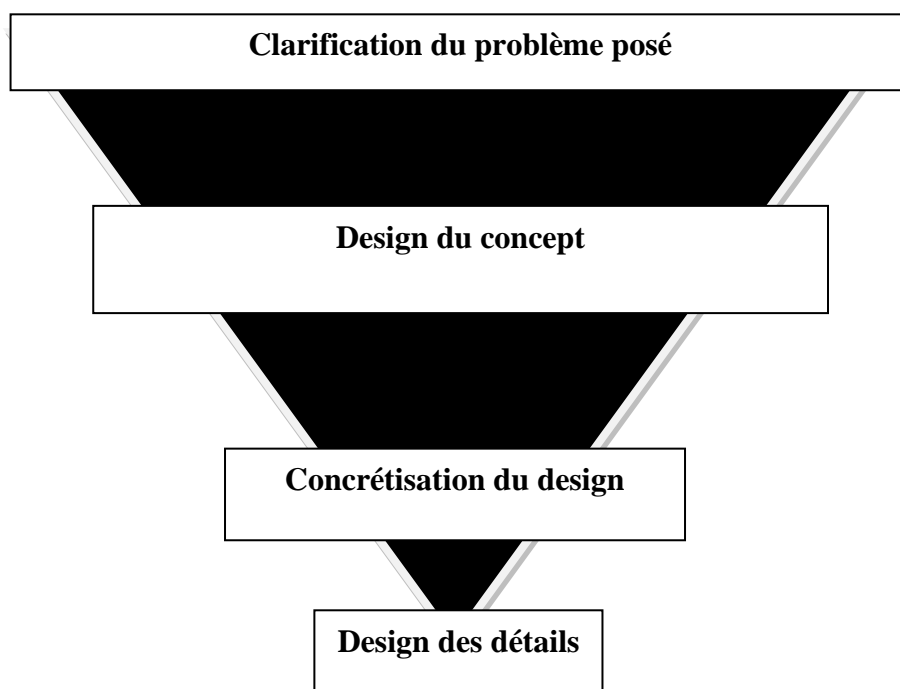 Clarification du problème posé
Design du concept
Concrétisation du design
Design des détails